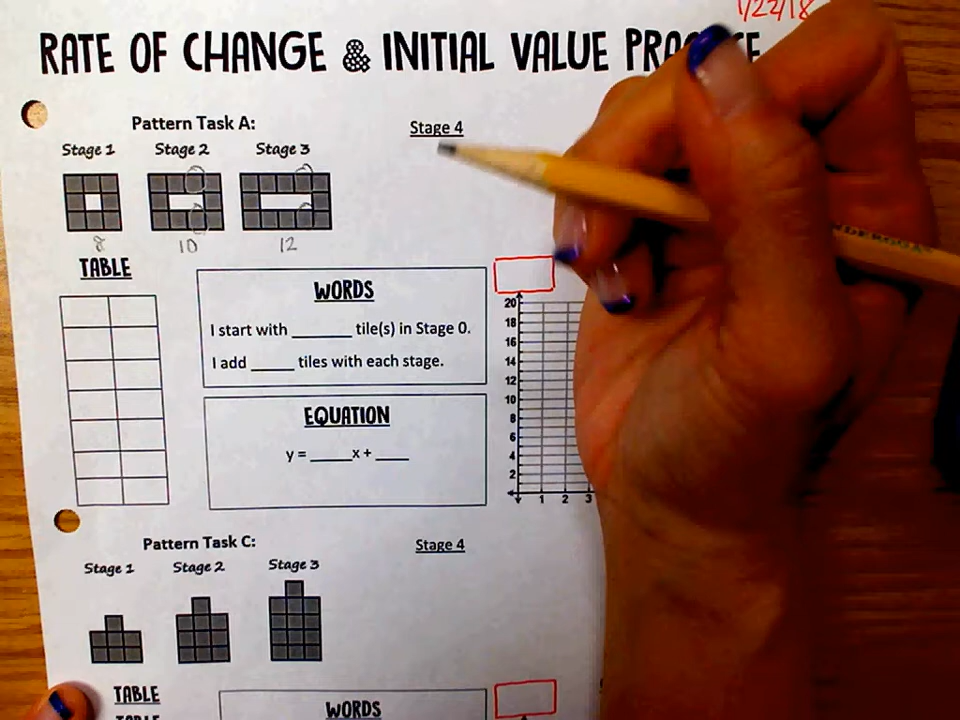 1/22/18
RATE OF CHANGE & INITIAL VALUE PRACTICE
Pattern Task A:
Stage 4
Stage 1 Stage 2 Stage 3
8 10 12
TABLE
WORDS
I start with ______ tile(s) in Stage 0.
I add _____ tiles with each stage.
EQUATION
y = _____x + ____
20
18
16
14
12
10
8
6
4
2
1 2 3
Pattern Task C:
Stage 4
Stage 1 Stage 2 Stage 3
TABLE
WORDS